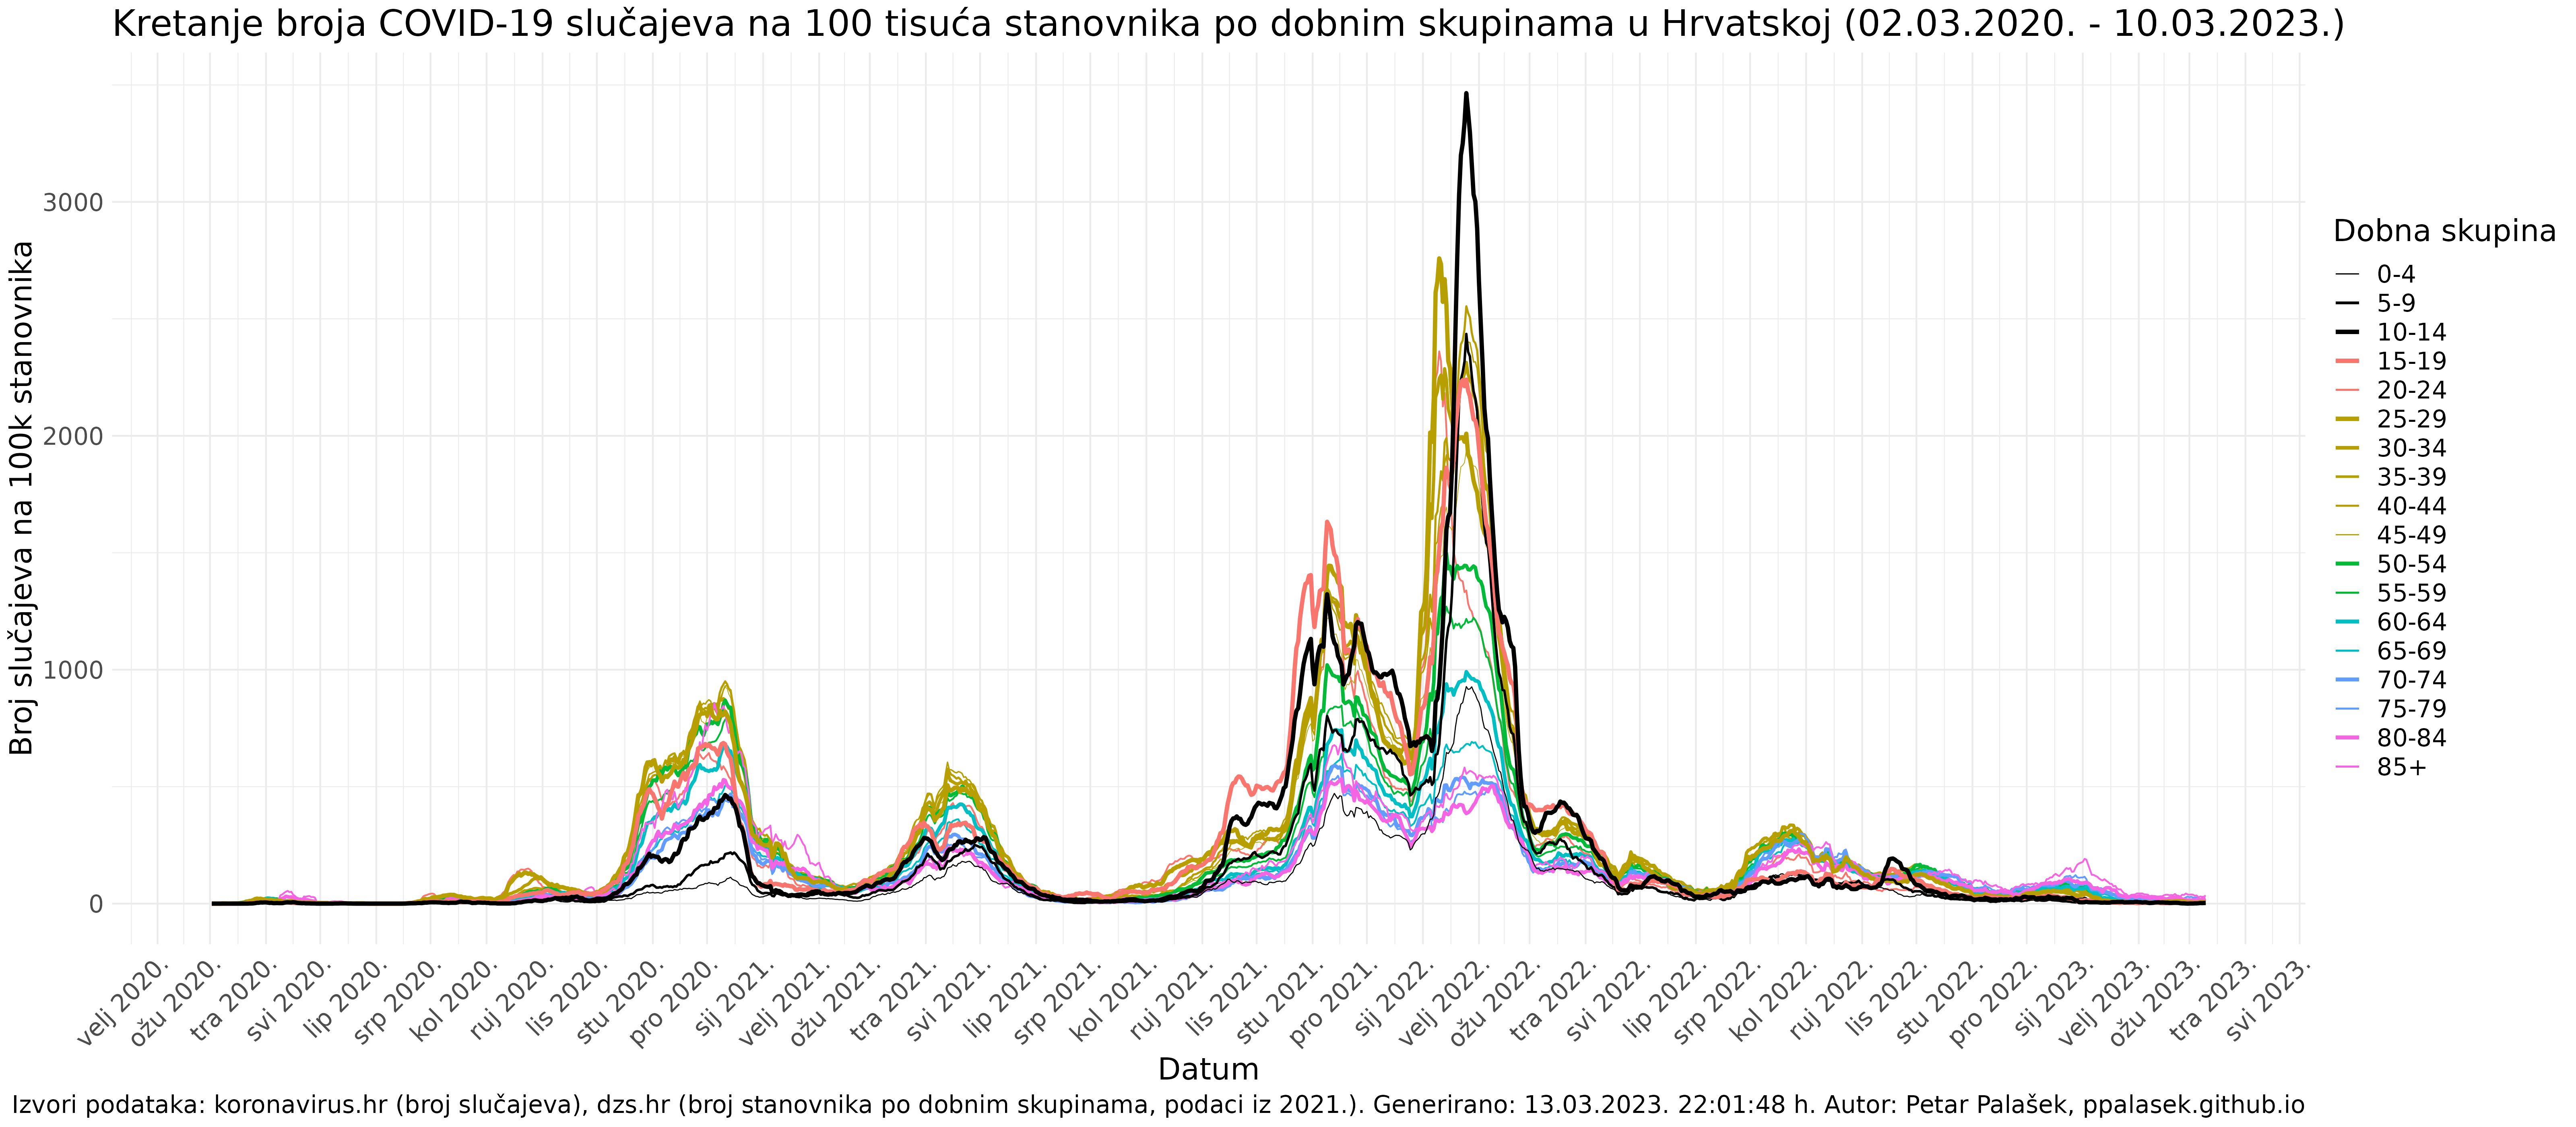 Kretanje broja COVID-19 slučajeva na 100 tisuća stanovnika po dobnim skupinama u Hrvatskoj (02.03.2020. - 10.03.2023.)
Broj slučajeva na 100k stanovnika
3000
2000
1000
0
velj 2020.
ožu 2020.
tra 2020.
svi 2020.
lip 2020.
srp 2020.
kol 2020.
ruj 2020.
lis 2020.
stu 2020.
pro 2020.
sij 2021.
velj 2021.
ožu 2021.
tra 2021.
svi 2021.
lip 2021.
srp 2021.
kol 2021.
ruj 2021.
lis 2021.
stu 2021.
pro 2021.
sij 2022.
velj 2022.
ožu 2022.
tra 2022.
svi 2022.
lip 2022.
srp 2022.
kol 2022.
ruj 2022.
lis 2022.
stu 2022.
pro 2022.
sij 2023.
velj 2023.
ožu 2023.
tra 2023.
svi 2023.
Datum
Dobna skupina
0-4
5-9
10-14
15-19
20-24
25-29
30-34
35-39
40-44
45-49
50-54
55-59
60-64
65-69
70-74
75-79
80-84
85+
Izvori podataka: koronavirus.hr (broj slučajeva), dzs.hr (broj stanovnika po dobnim skupinama, podaci iz 2021.). Generirano: 13.03.2023. 22:01:48 h. Autor: Petar Palašek, ppalasek.github.io